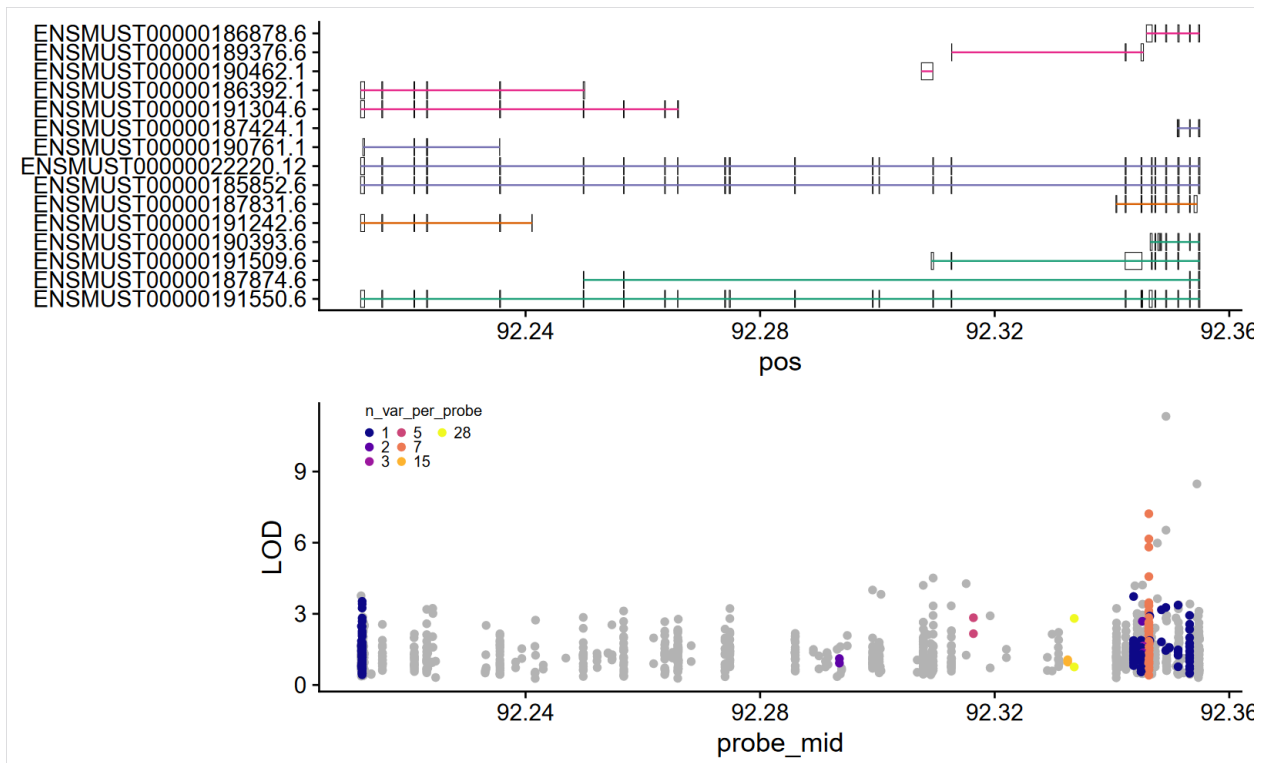 ENSMUST00000186878.6
ENSMUST00000189376.6
ENSMUST00000190462.1
ENSMUST00000186392.1
ENSMUST00000191304.6
ENSMUST00000187424.1
ENSMUST00000190761.1
ENSMUST00000022220.12
ENSMUST00000185852.6
ENSMUST00000187831.6
ENSMUST00000191242.6
ENSMUST00000190393.6
ENSMUST00000191509.6
ENSMUST00000187874.6
ENSMUST00000191550.6
92.24 92.28 92.32 92.36
pos
n_var_per_probe
1 5 28
2 7
3 15
9
6
3
0
LOD
92.24 92.28 92.32 92.36
probe_mid